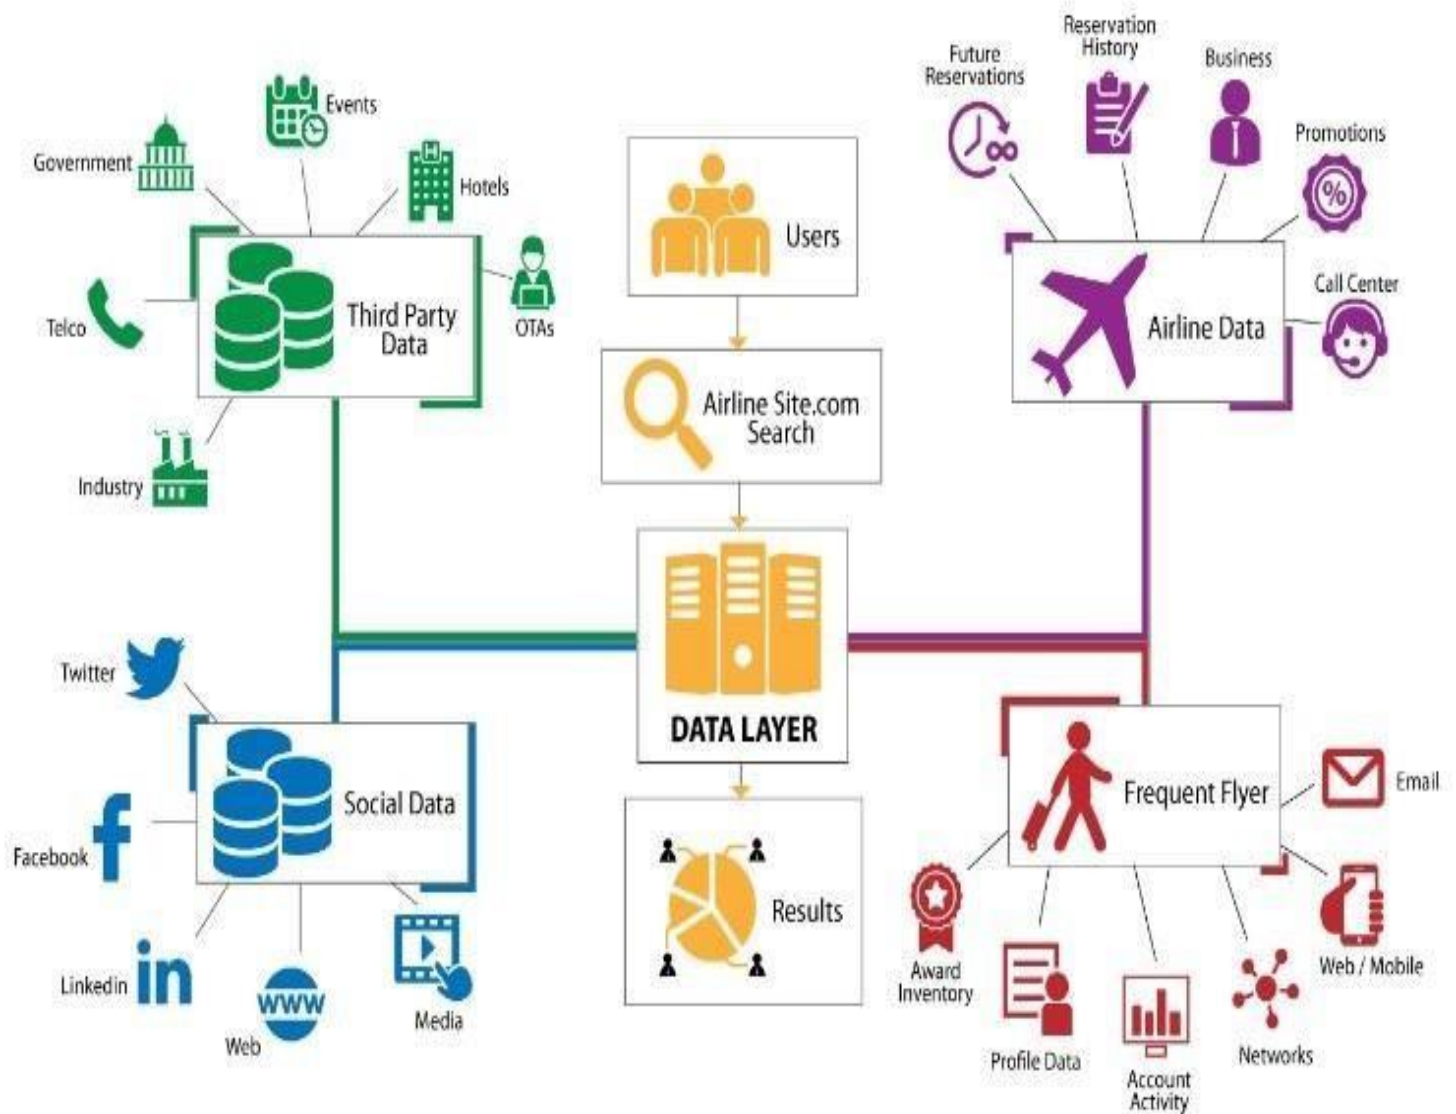 Government
Events
Hotels
OTAs
Telco
Third Party
Data
Industry
Users
Airline Site.com
Search
DATA LAYER
Results
Future
Reservations
Reservation
History
Business
Promotions
%
Call Center
Airline Data
Twitter
Facebook
f
Social Data
Linkedin
in
www
Web
Media
Frequent Flyer
Email
Web / Mobile
Networks
Account
Activity
Profile Data
Award
Inventory
H